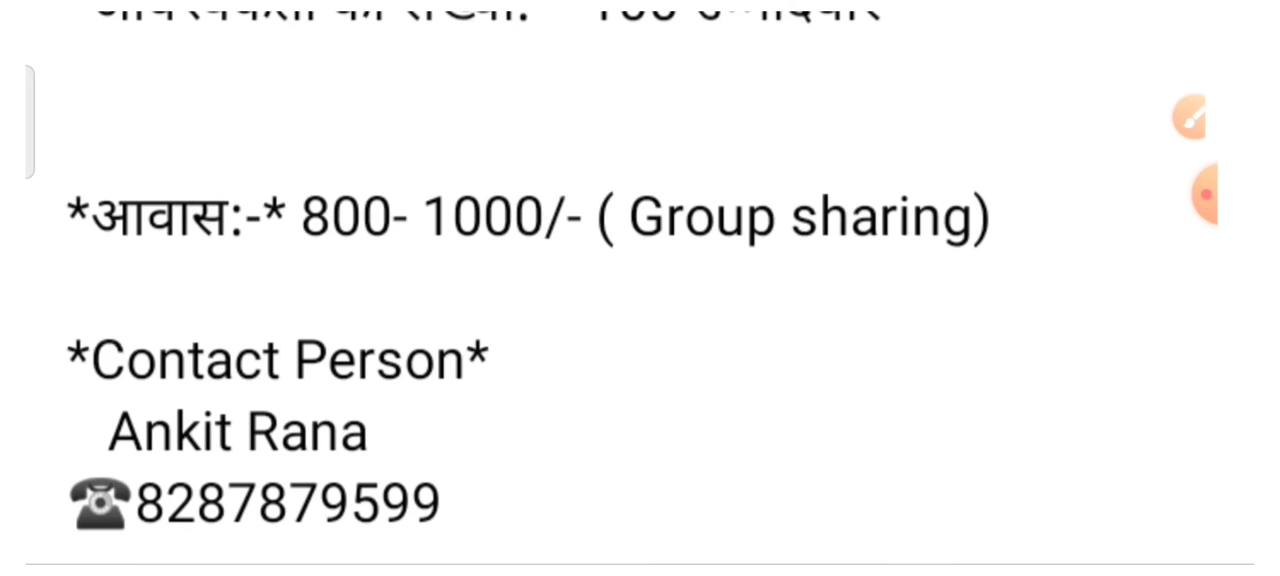 *आवास:-* 800- 1000/- ( Group sharing)
*Contact Person*
Ankit Rana
☎8287879599